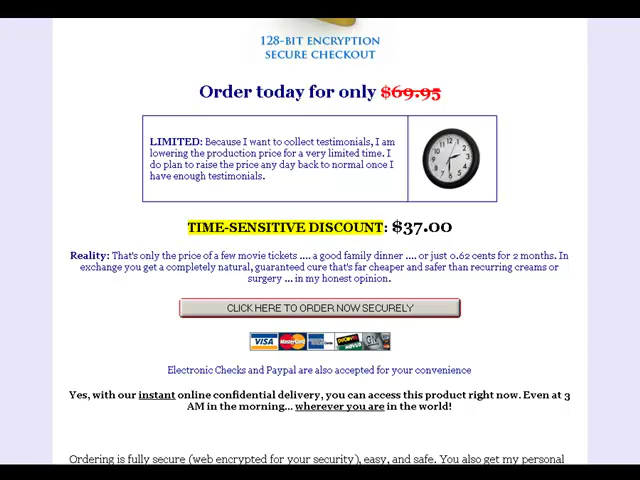 128-BIT ENCRYPTION
SECURE CHECKOUT
Order today for only $69.95
LIMITED: Because I want to collect testimonials, I am
lowering the production price for a very limited time. I
do plan to raise the price any day back to normal once I
have enough testimonials.
TIME-SENSITIVE DISCOUNT: $37.00
Reality: That's only the price of a few movie tickets .... a good family dinner .... or just 0.62 cents for 2 months. In
exchange you get a completely natural, guaranteed cure that's far cheaper and safer than recurring creams or
surgery ... in my honest opinion.
CLICK HERE TO ORDER NOW SECURELY
VISA MasterCard
Electronic Checks and Paypal are also accepted for your convenience
Yes, with our instant online confidential delivery, you can access this product right now. Even at 3
AM in the morning... wherever you are in the world!
Ordering is fully secure (web encrypted for your security), easy, and safe. You also get my personal